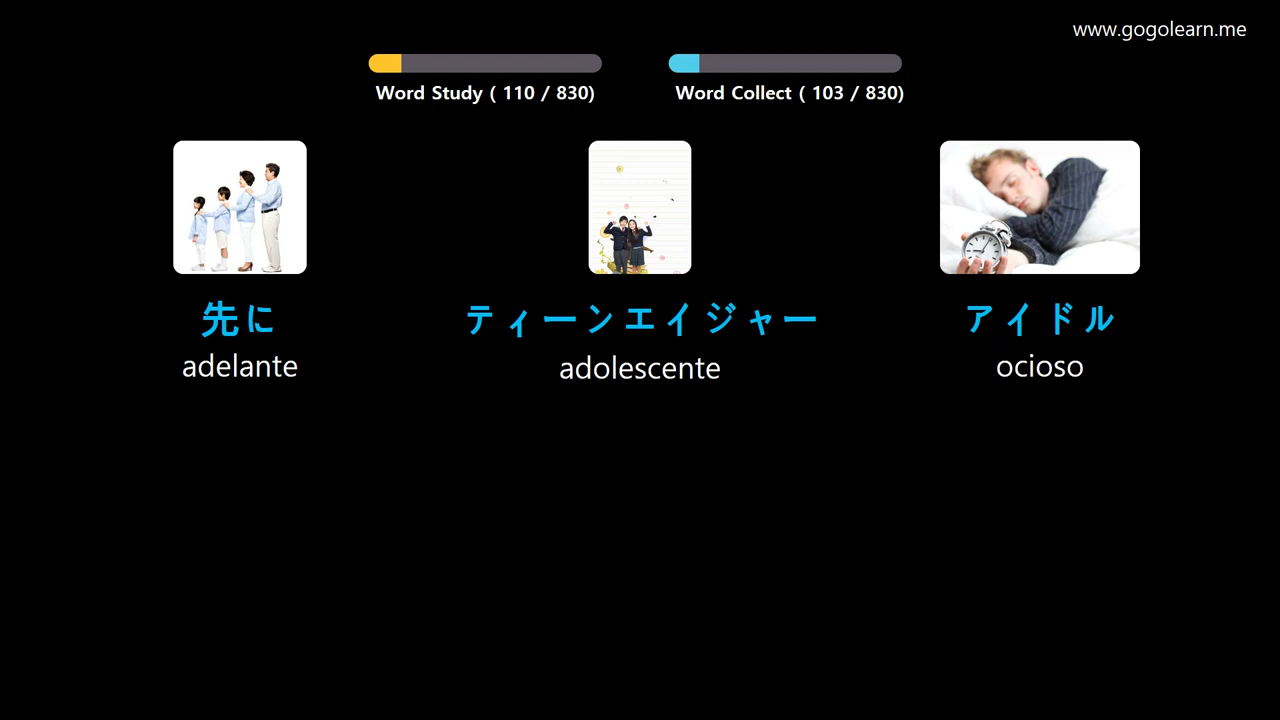 www.gogolearn.me
Word Study ( 110 / 830)
Word Collect ( 103 / 830)
先に
ティーンエイジャー
アイドル
adelante
adolescente
ocioso